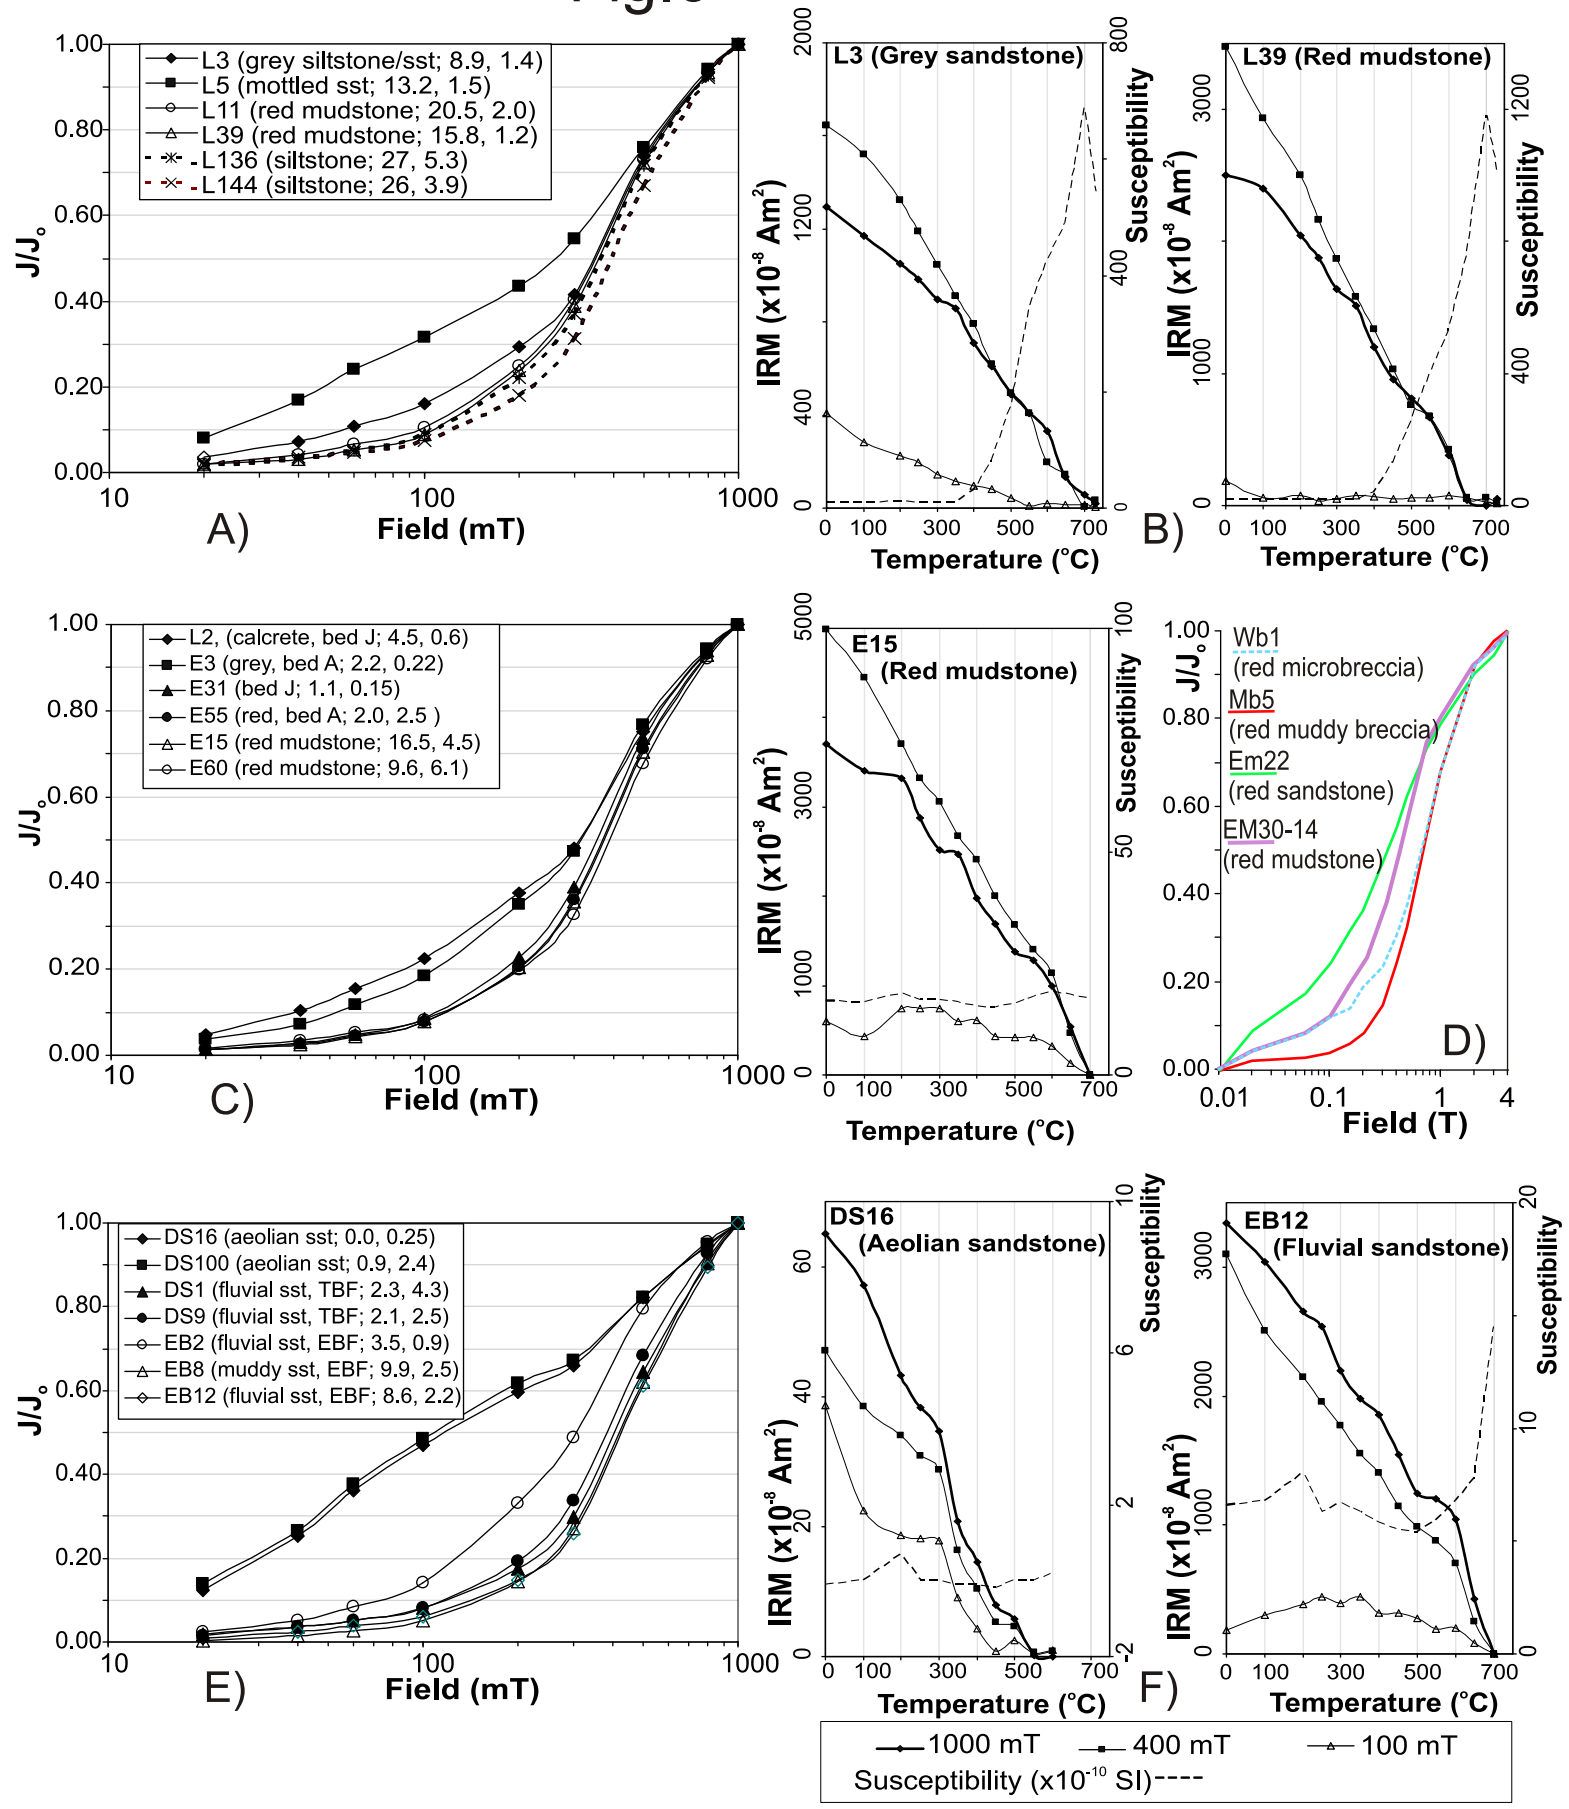 1.00
0.80
0.60
0.40
0.20
0.00
J/Jo
10
100
1000
Field (mT)
A)
L3 (grey siltstone/sst; 8.9, 1.4)
L5 (mottled sst; 13.2, 1.5)
L11 (red mudstone; 20.5, 2.0)
L39 (red mudstone; 15.8, 1.2)
L136 (siltstone; 27, 5.3)
L144 (siltstone; 26, 3.9)
L3 (Grey sandstone)
2000
1200
400
0
IRM (x10-8 Am2)
800
400
0
Susceptibility
0 100 300 500 700
Temperature (oC)
B)
L39 (Red mudstone)
3000
1000
0
IRM (x10-8 Am2)
1200
400
0
Susceptibility
0 100 300 500 700
Temperature (oC)
1.00
0.80
0.60
0.40
0.20
0.00
J/Jo
10
100
1000
Field (mT)
C)
L2, (calcrete, bed J; 4.5, 0.6)
E3 (grey, bed A; 2.2, 0.22)
E31 (bed J; 1.1, 0.15)
E55 (red, bed A; 2.0, 2.5 )
E15 (red mudstone; 16.5, 4.5)
E60 (red mudstone; 9.6, 6.1)
E15
(Red mudstone)
5000
3000
1000
0
IRM (x10-8 Am2)
100
50
0
Susceptibility
0 100 300 500 700
Temperature (oC)
1.00
0.80
0.60
0.40
0.20
0.00
J/Jo
Wb1
(red microbreccia)
Mb5
(red muddy breccia)
Em22
(red sandstone)
EM30-14
(red mudstone)
D)
0.01 0.1 1 4
Field (T)
1.00
0.80
0.60
0.40
0.20
0.00
J/Jo
10
100
1000
Field (mT)
E)
DS16 (aeolian sst; 0.0, 0.25)
DS100 (aeolian sst; 0.9, 2.4)
DS1 (fluvial sst, TBF; 2.3, 4.3)
DS9 (fluvial sst, TBF; 2.1, 2.5)
EB2 (fluvial sst, EBF; 3.5, 0.9)
EB8 (muddy sst, EBF; 9.9, 2.5)
EB12 (fluvial sst, EBF; 8.6, 2.2)
DS16
(Aeolian sandstone)
60
40
20
0
IRM (x10-8 Am2)
10
6
2
-2
Susceptibility
0 100 300 500 700
Temperature (oC)
F)
EB12
(Fluvial sandstone)
3000
2000
1000
0
IRM (x10-8 Am2)
20
10
0
Susceptibility
0 100 300 500 700
Temperature (oC)
1000 mT 400 mT 100 mT
Susceptibility (x10-10 SI)